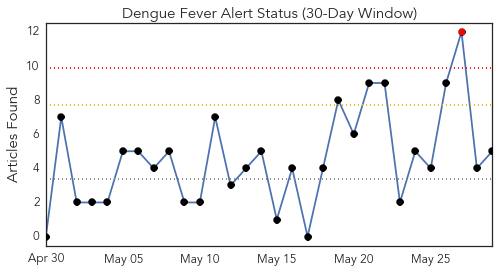 Dengue Fever Alert Status (30-Day Window)
Articles Found
12
10
8
6
4
2
0
Apr 30 May 05 May 10 May 15 May 20 May 25